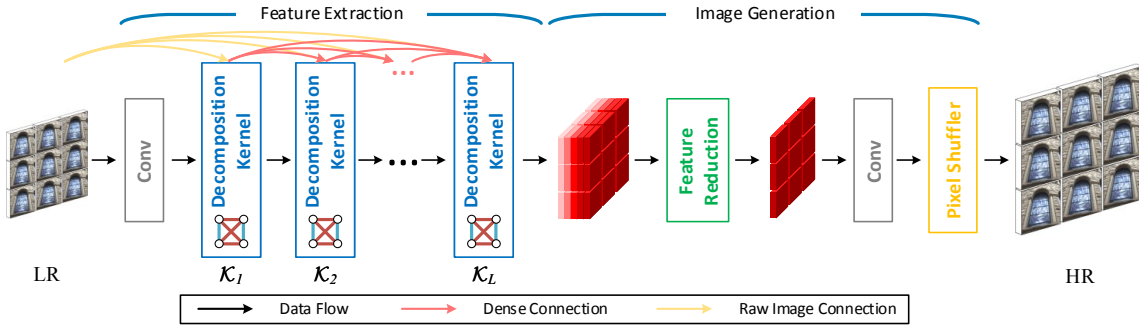 Feature Extraction
Image Generation
Conv
Decomposition Kernel
Decomposition Kernel
...
...
Decomposition Kernel
Feature Reduction
Conv
Pixel Shuffler
LR
𝒦1
𝒦2
𝒦L
HR
Data Flow
Dense Connection
Raw Image Connection